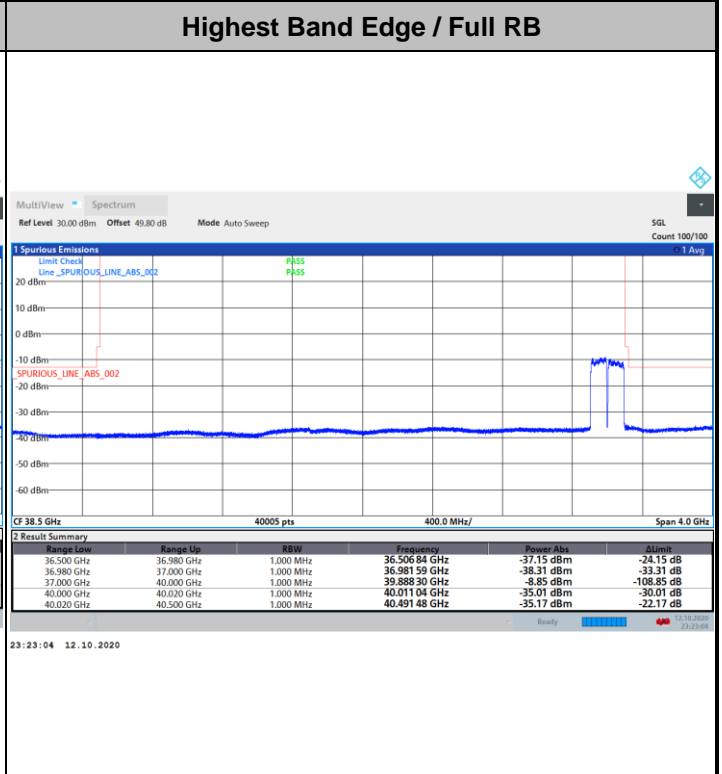 Highest Band Edge / Full RB
MultiView Spectrum
Ref Level 30.00 dBm Offset 49.80 dB Mode Auto Sweep SGL
Count 100/100
1 Spurious Emissions 1 Avg
Limit Check PASS
Line _SPURIOUS_LINE_ABS_002 PASS
20 dBm
10 dBm
0 dBm
-10 dBm
_SPURIOUS_LINE_ABS_002
-20 dBm
-30 dBm
-40 dBm
-50 dBm
-60 dBm
CF 38.5 GHz 40005 pts 400.0 MHz/ Span 4.0 GHz
2 Result Summary
Range Low Range Up RBW Frequency Power Abs ΔLimit
36.500 GHz 36.980 GHz 1.000 MHz 36.506 84 GHz -37.15 dBm -24.15 dB
36.980 GHz 37.000 GHz 1.000 MHz 36.981 59 GHz -38.31 dBm -33.31 dB
37.000 GHz 40.000 GHz 1.000 MHz 39.888 30 GHz -8.85 dBm -108.85 dB
40.000 GHz 40.020 GHz 1.000 MHz 40.011 04 GHz -35.01 dBm -30.01 dB
40.020 GHz 40.500 GHz 1.000 MHz 40.491 48 GHz -35.17 dBm -22.17 dB
Ready 12.10.2020
23:23:04
23:23:04 12.10.2020